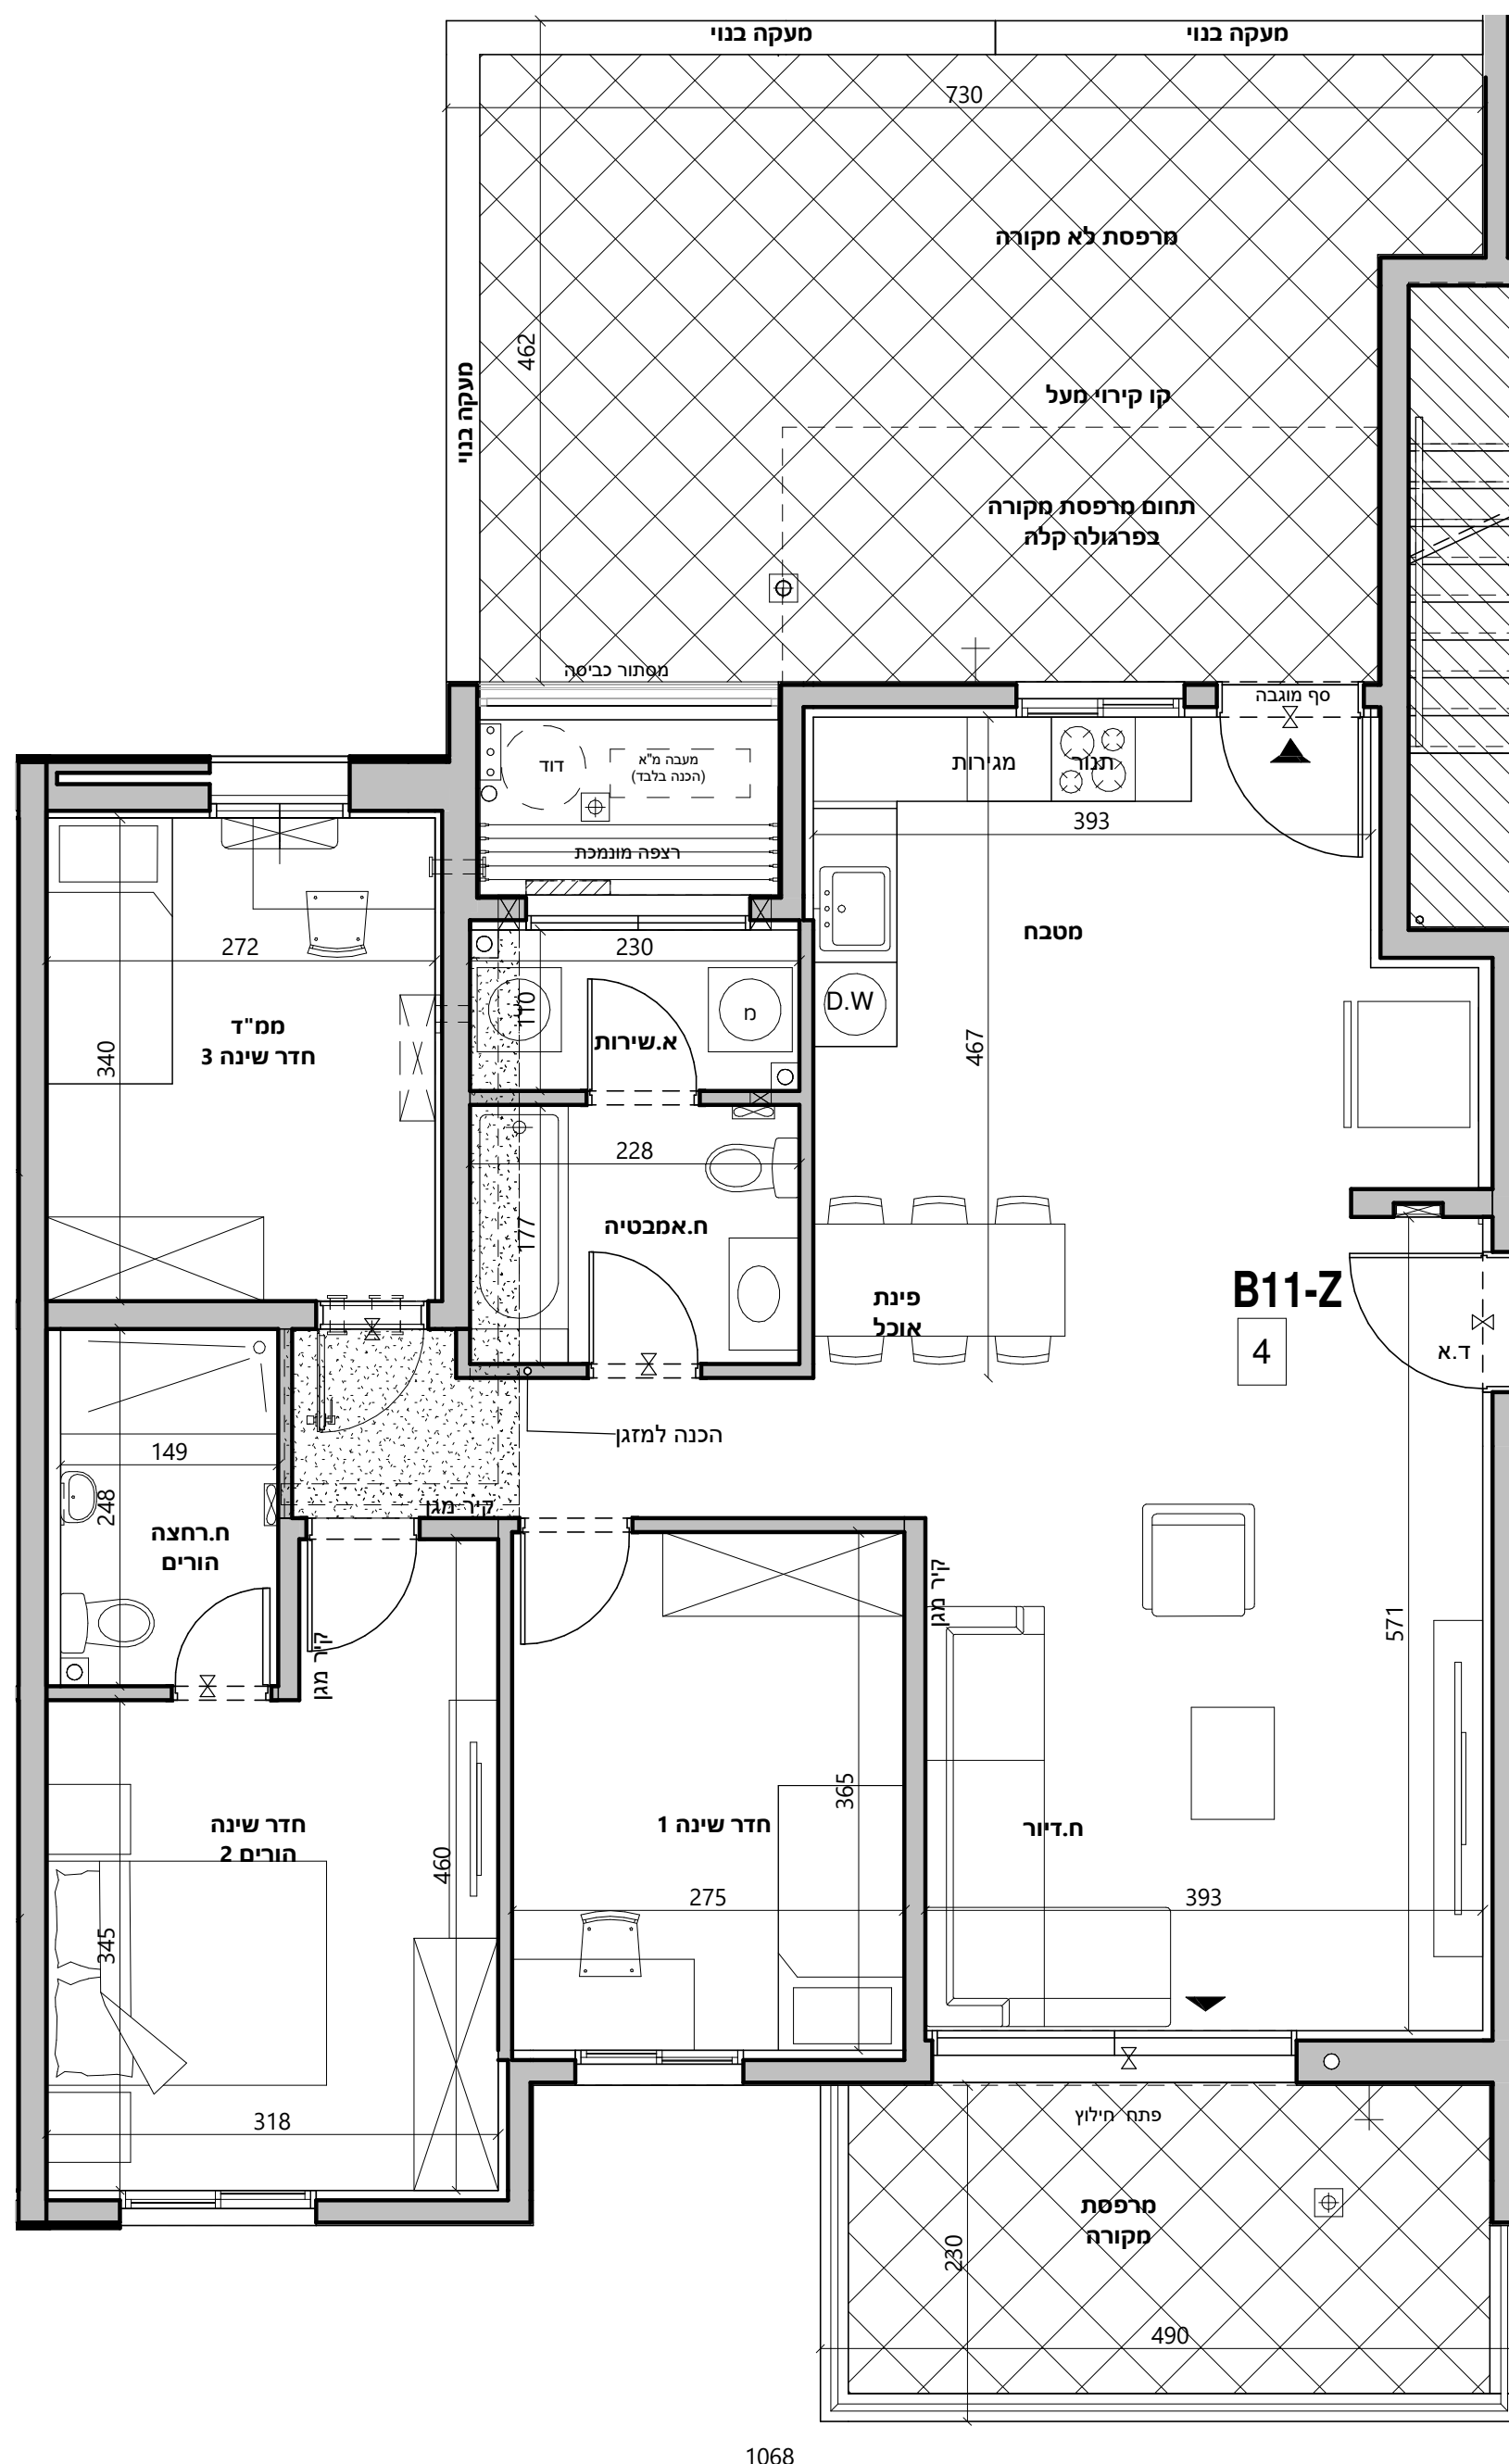 מעקה בנוי
מעקה בנוי
730
מרפסת לא מקורה
462
מעקה בנוי
קו קירוי מעל
תחום מרפסת מקורה
בפרגולה קלה
מסתור כביסה
סף מוגבה
דוד
מעבה מ"א
(הכנה בלבד)
מגירות
תנור
393
רצפה מונמכת
מטבח
272
230
110
מ
D.W
א.שירות
ממ"ד
חדר שינה 3
340
467
228
177
ח.אמבטיה
פינת
אוכל
B11-Z
4
ד.א
הכנה למזגן
149
248
קיר מגן
ח.רחצה
הורים
קיר מגן
קיר מגן
571
365
חדר שינה
הורים 2
חדר שינה 1
ח.דיור
460
275
393
345
318
פתח חילוץ
מרפסת
מקורה
230
490
1068